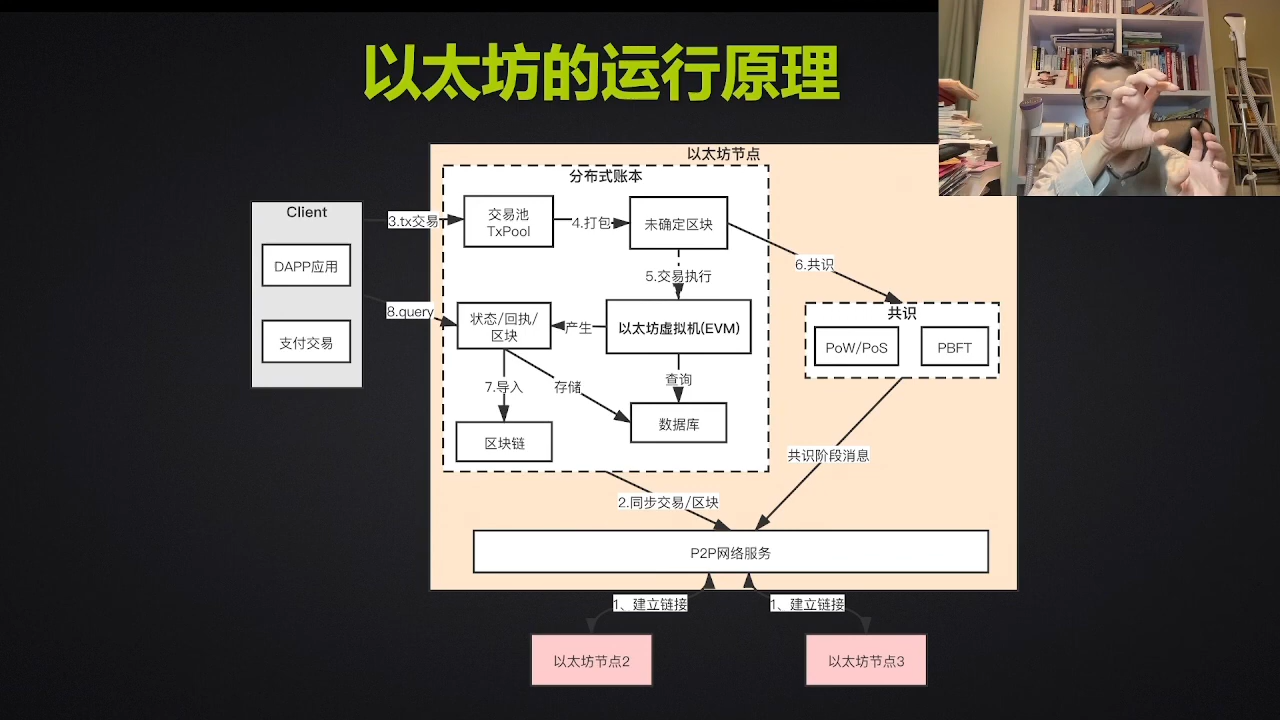 以太坊的运行原理
以太坊节点
分布式账本
Client
DAPP应用
支付交易
3.tx交易
交易池
TxPool
4.打包
未确定区块
6.共识
5.交易执行
8.query
状态/回执/
区块
产生
以太坊虚拟机(EVM)
共识
PoW/PoS
PBFT
7.导入
存储
查询
区块链
数据库
共识阶段消息
2.同步交易/区块
P2P网络服务
1、建立链接
1、建立链接
以太坊节点2
以太坊节点3